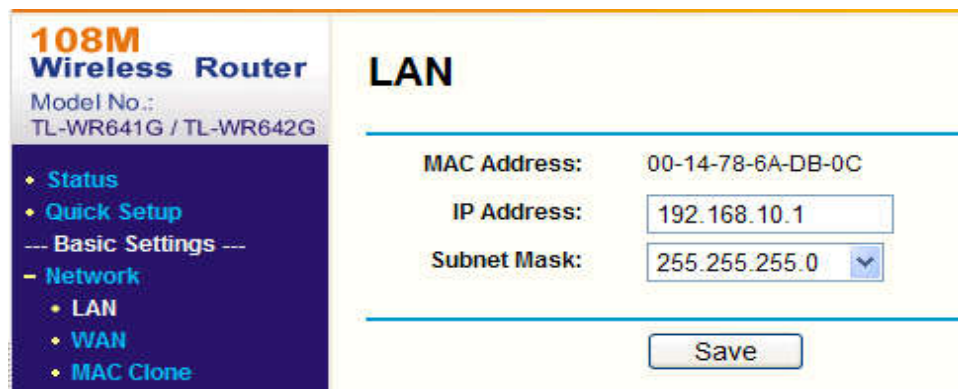 108M
Wireless Router
Model No.:
TL-WR641G / TL-WR642G
• Status
• Quick Setup
--- Basic Settings ---
– Network
• LAN
• WAN
• MAC Clone
LAN
MAC Address: 00-14-78-6A-DB-0C
IP Address: 192.168.10.1
Subnet Mask: 255.255.255.0
Save